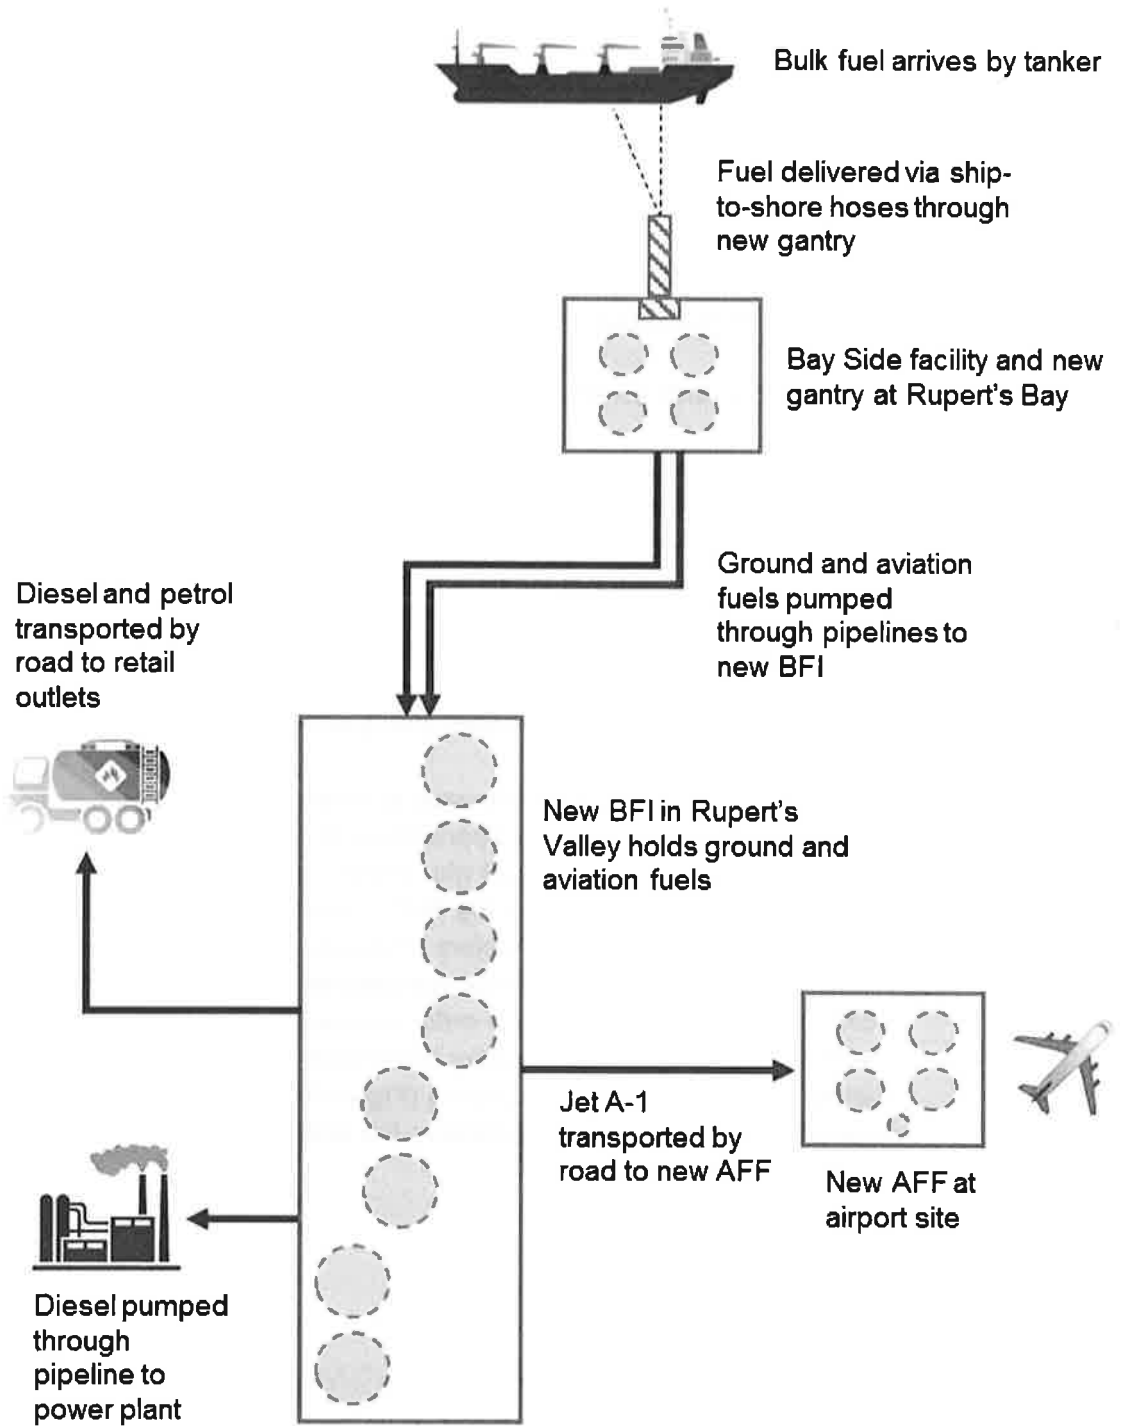 Bulk fuel arrives by tanker
Fuel delivered via ship-
to-shore hoses through
new gantry
Bay Side facility and new
gantry at Rupert's Bay
Ground and aviation
fuels pumped
through pipelines to
new BFI
Diesel and petrol
transported by
road to retail
outlets
New BFI in Rupert's
Valley holds ground and
aviation fuels
Jet A-1
transported by
road to new AFF
New AFF at
airport site
Diesel pumped
through
pipeline to
power plant